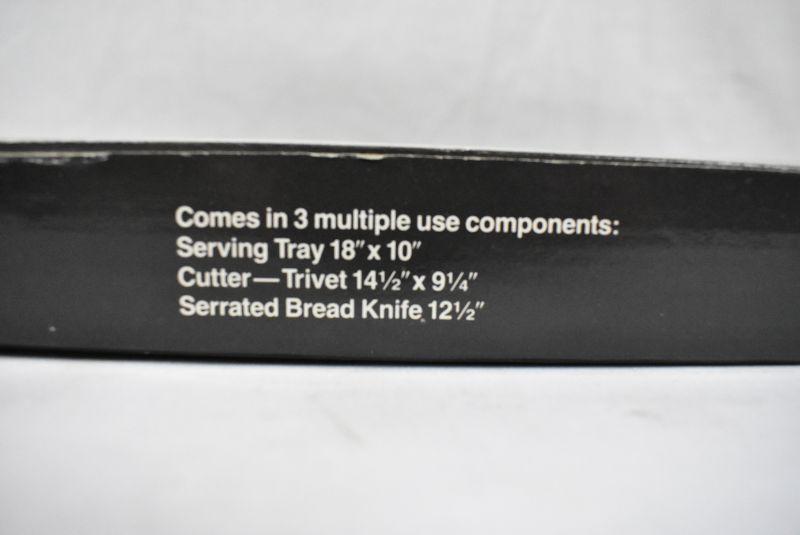 Comes in 3 multiple use components:
Serving Tray 18" x 10"
Cutter—Trivet 14½" x 9¼"
Serrated Bread Knife 12½"